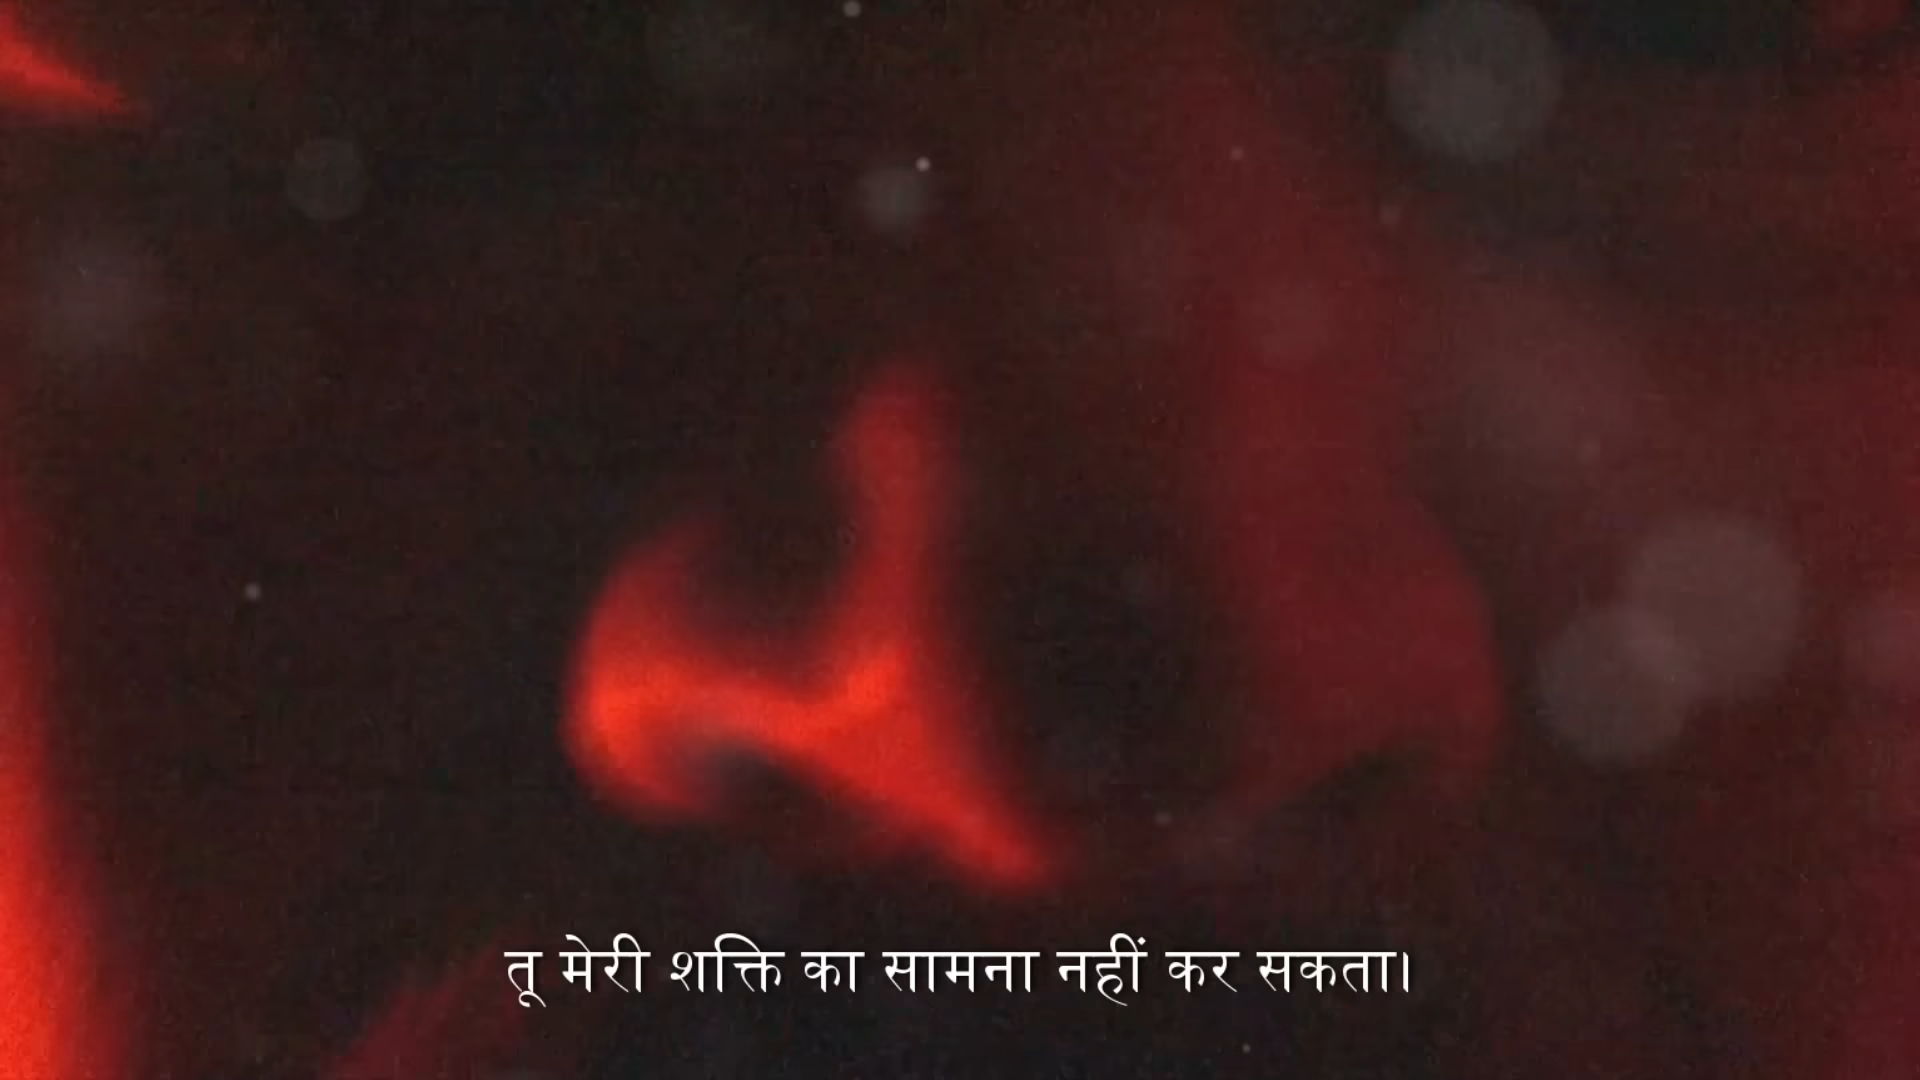 तू मेरी शक्ति का सामना नहीं कर सकता।